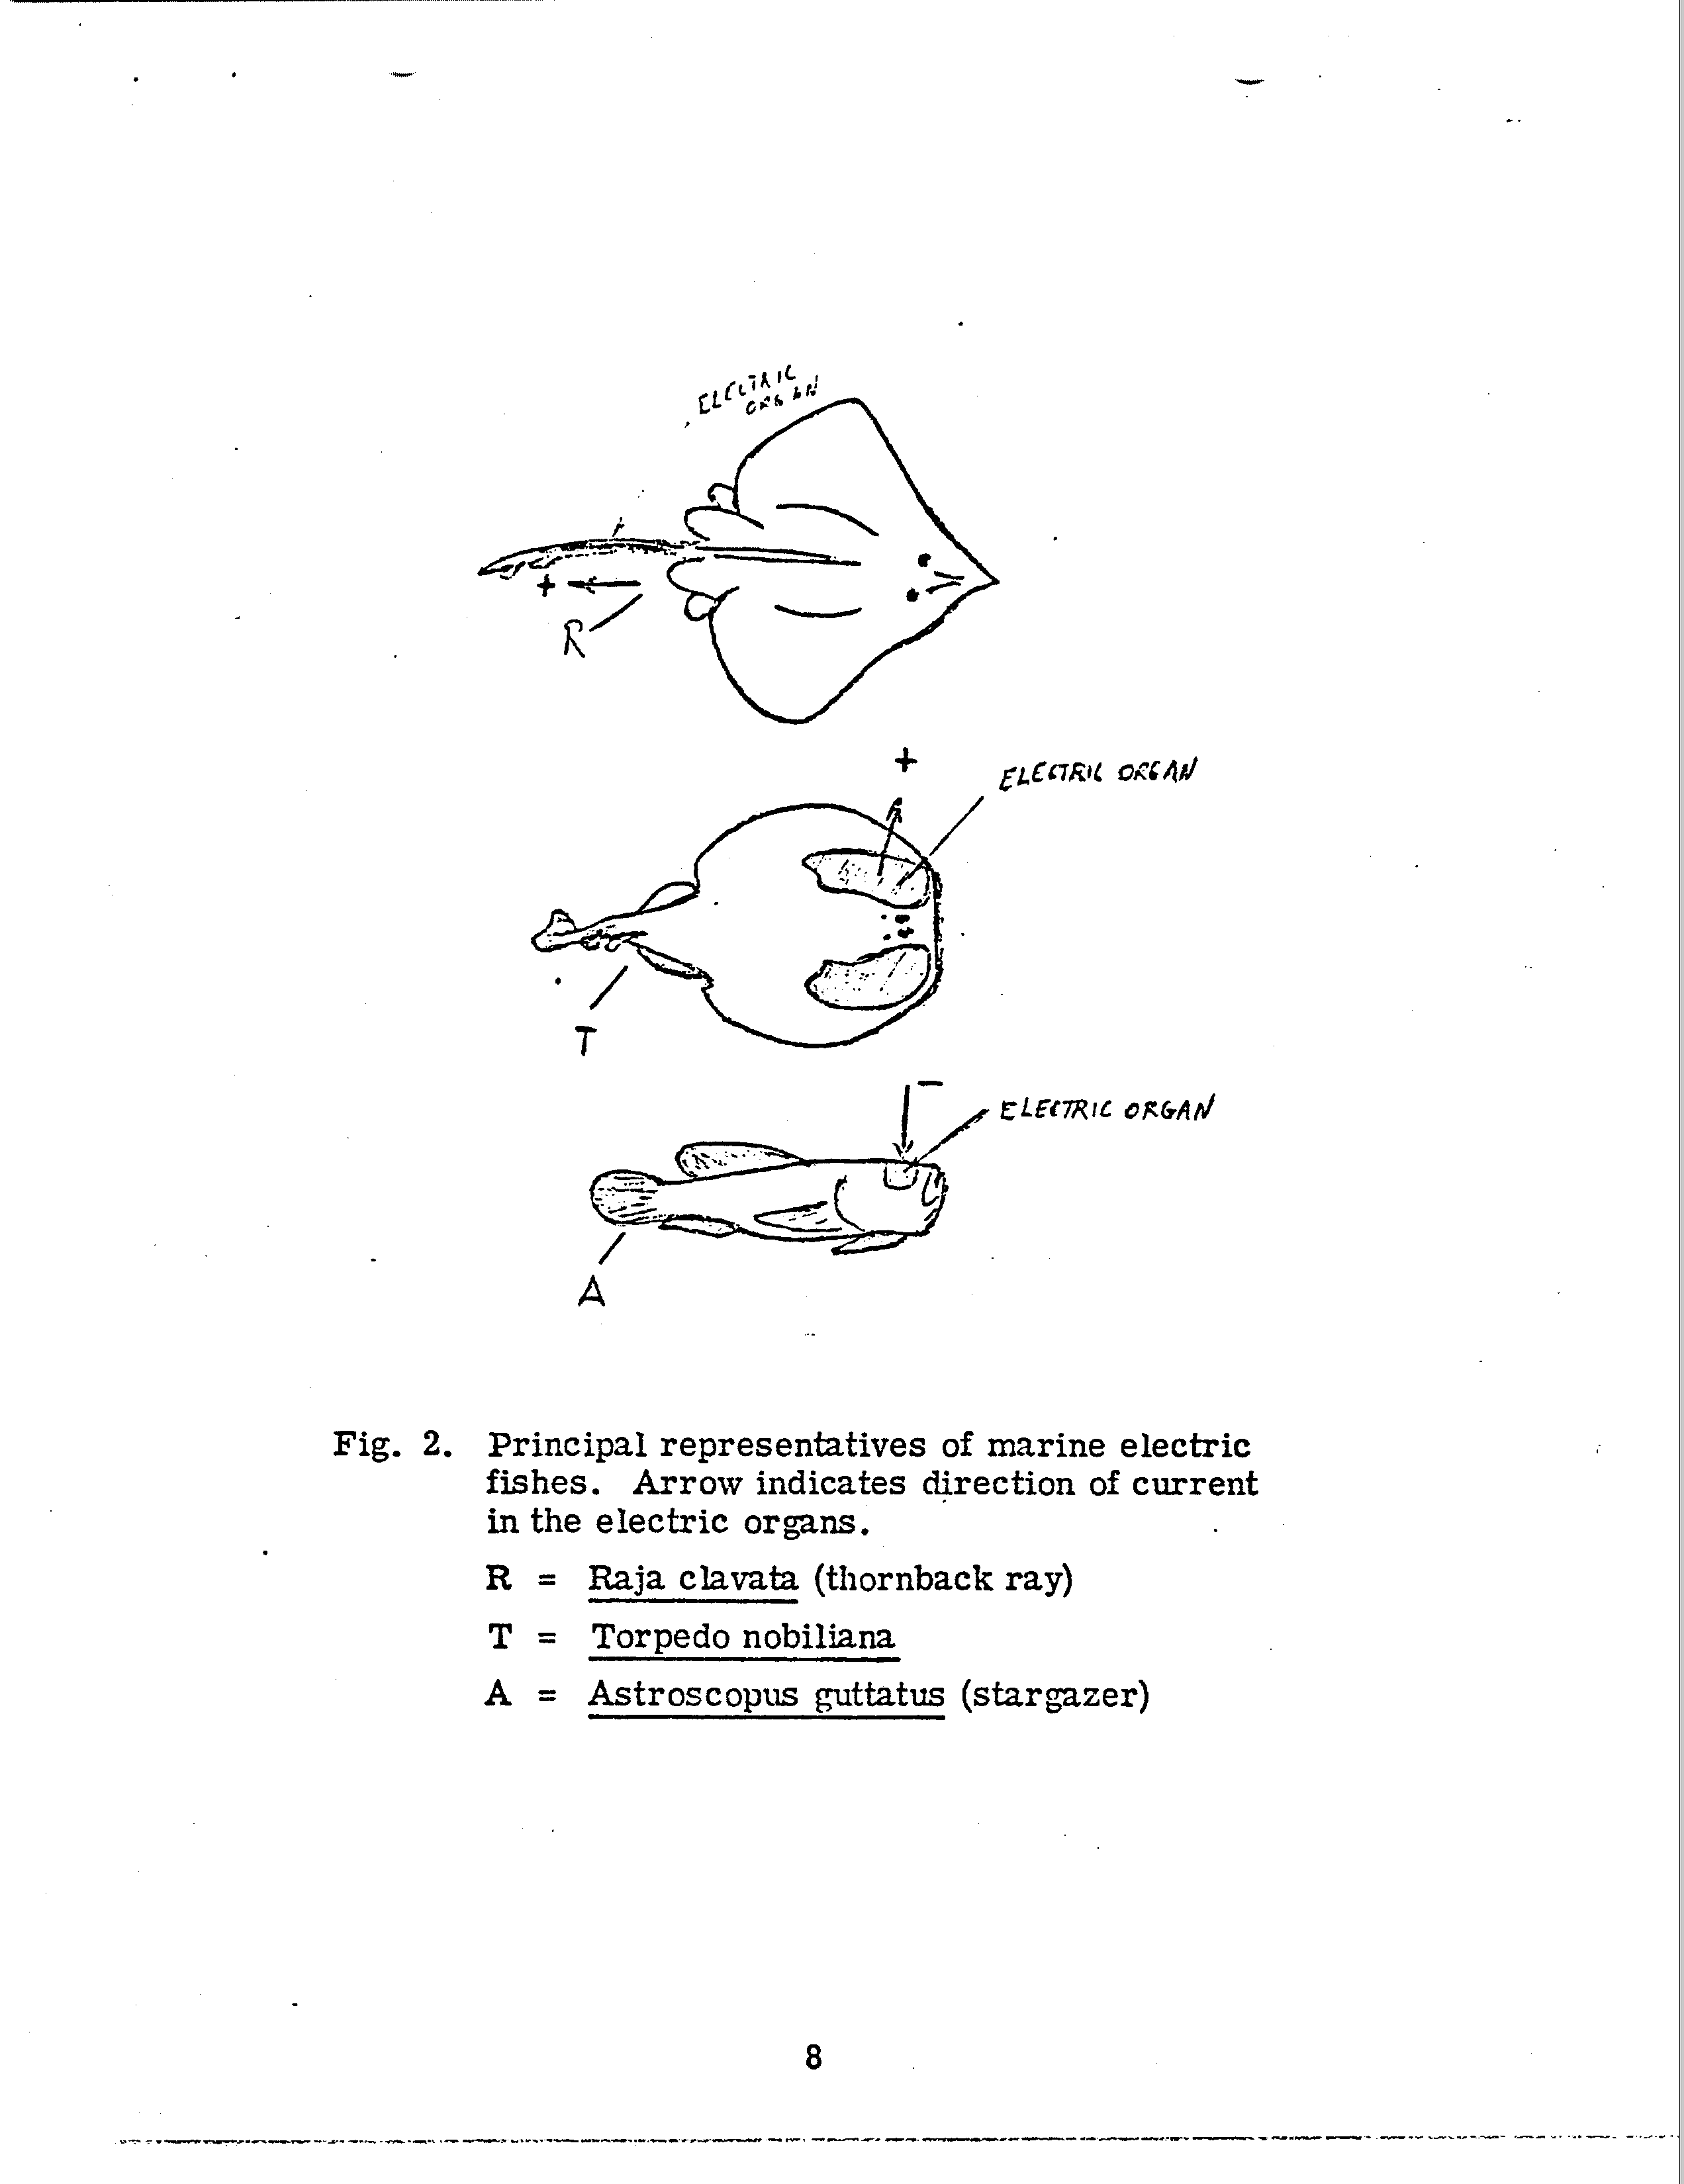 ELECTRIC
ORGAN
+
R
+
ELECTRIC ORGAN
T
-
ELECTRIC ORGAN
A
Fig. 2. Principal representatives of marine electric
fishes. Arrow indicates direction of current
in the electric organs.
R = Raja clavata (thornback ray)
T = Torpedo nobiliana
A = Astroscopus guttatus (stargazer)
8